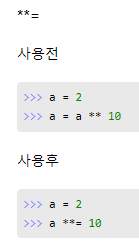 **=
사용전
>>> a = 2
>>> a = a ** 10
사용후
>>> a = 2
>>> a **= 10